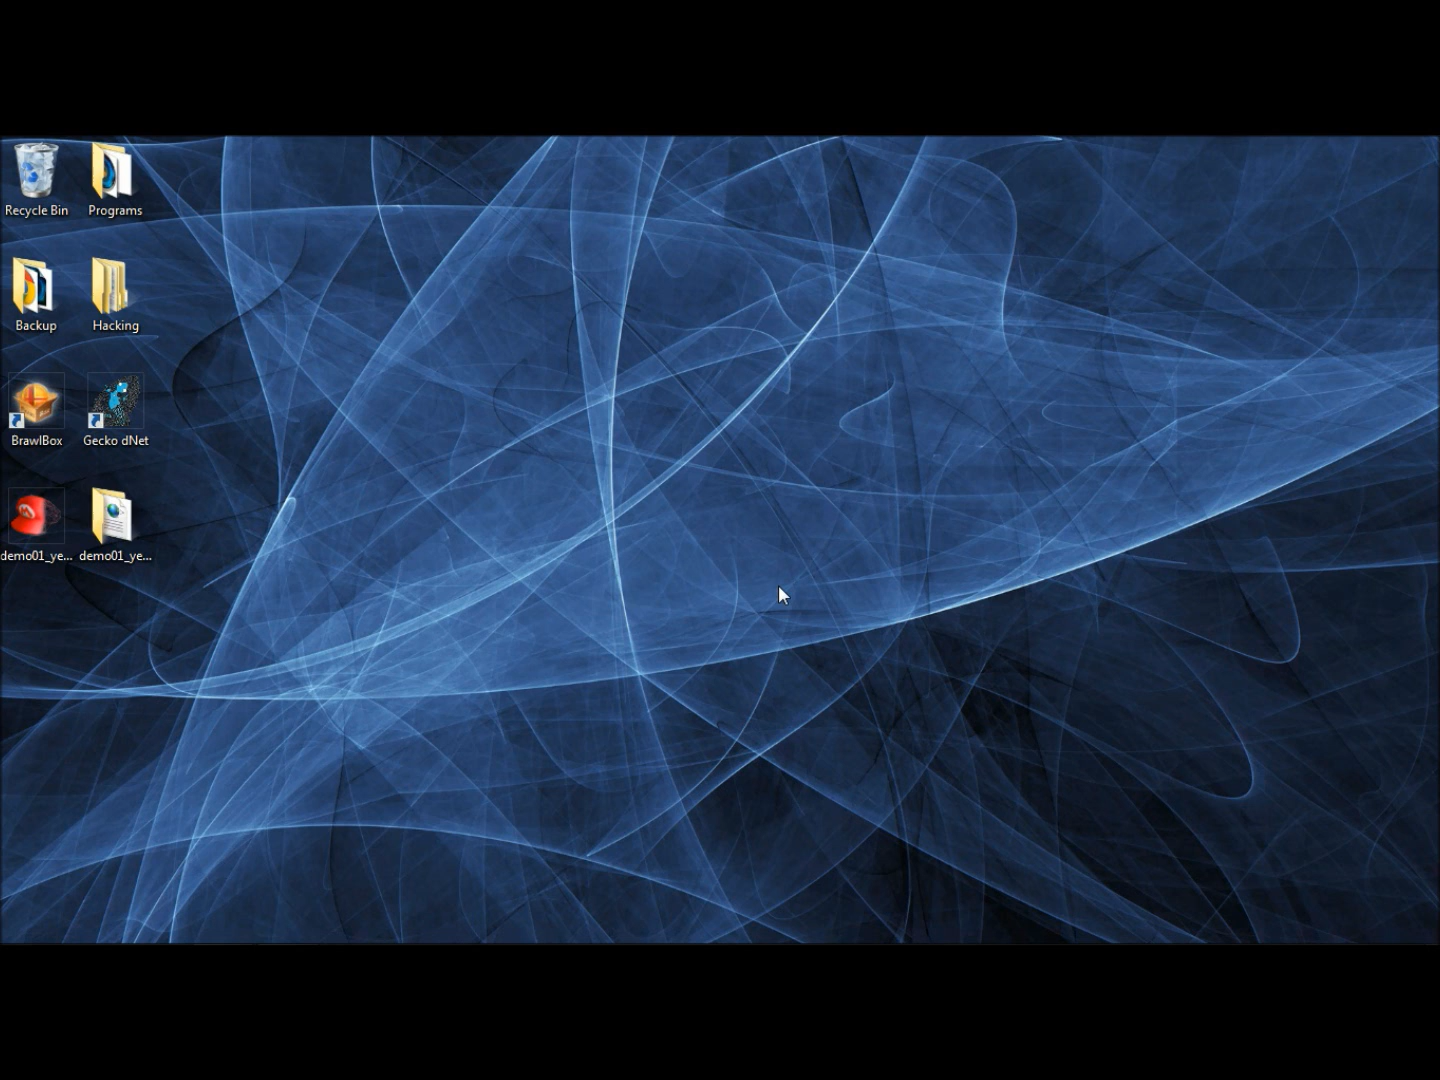 Recycle Bin
Programs
Backup
Hacking
BrawlBox
Gecko dNet
demo01_ye...
demo01_ye...